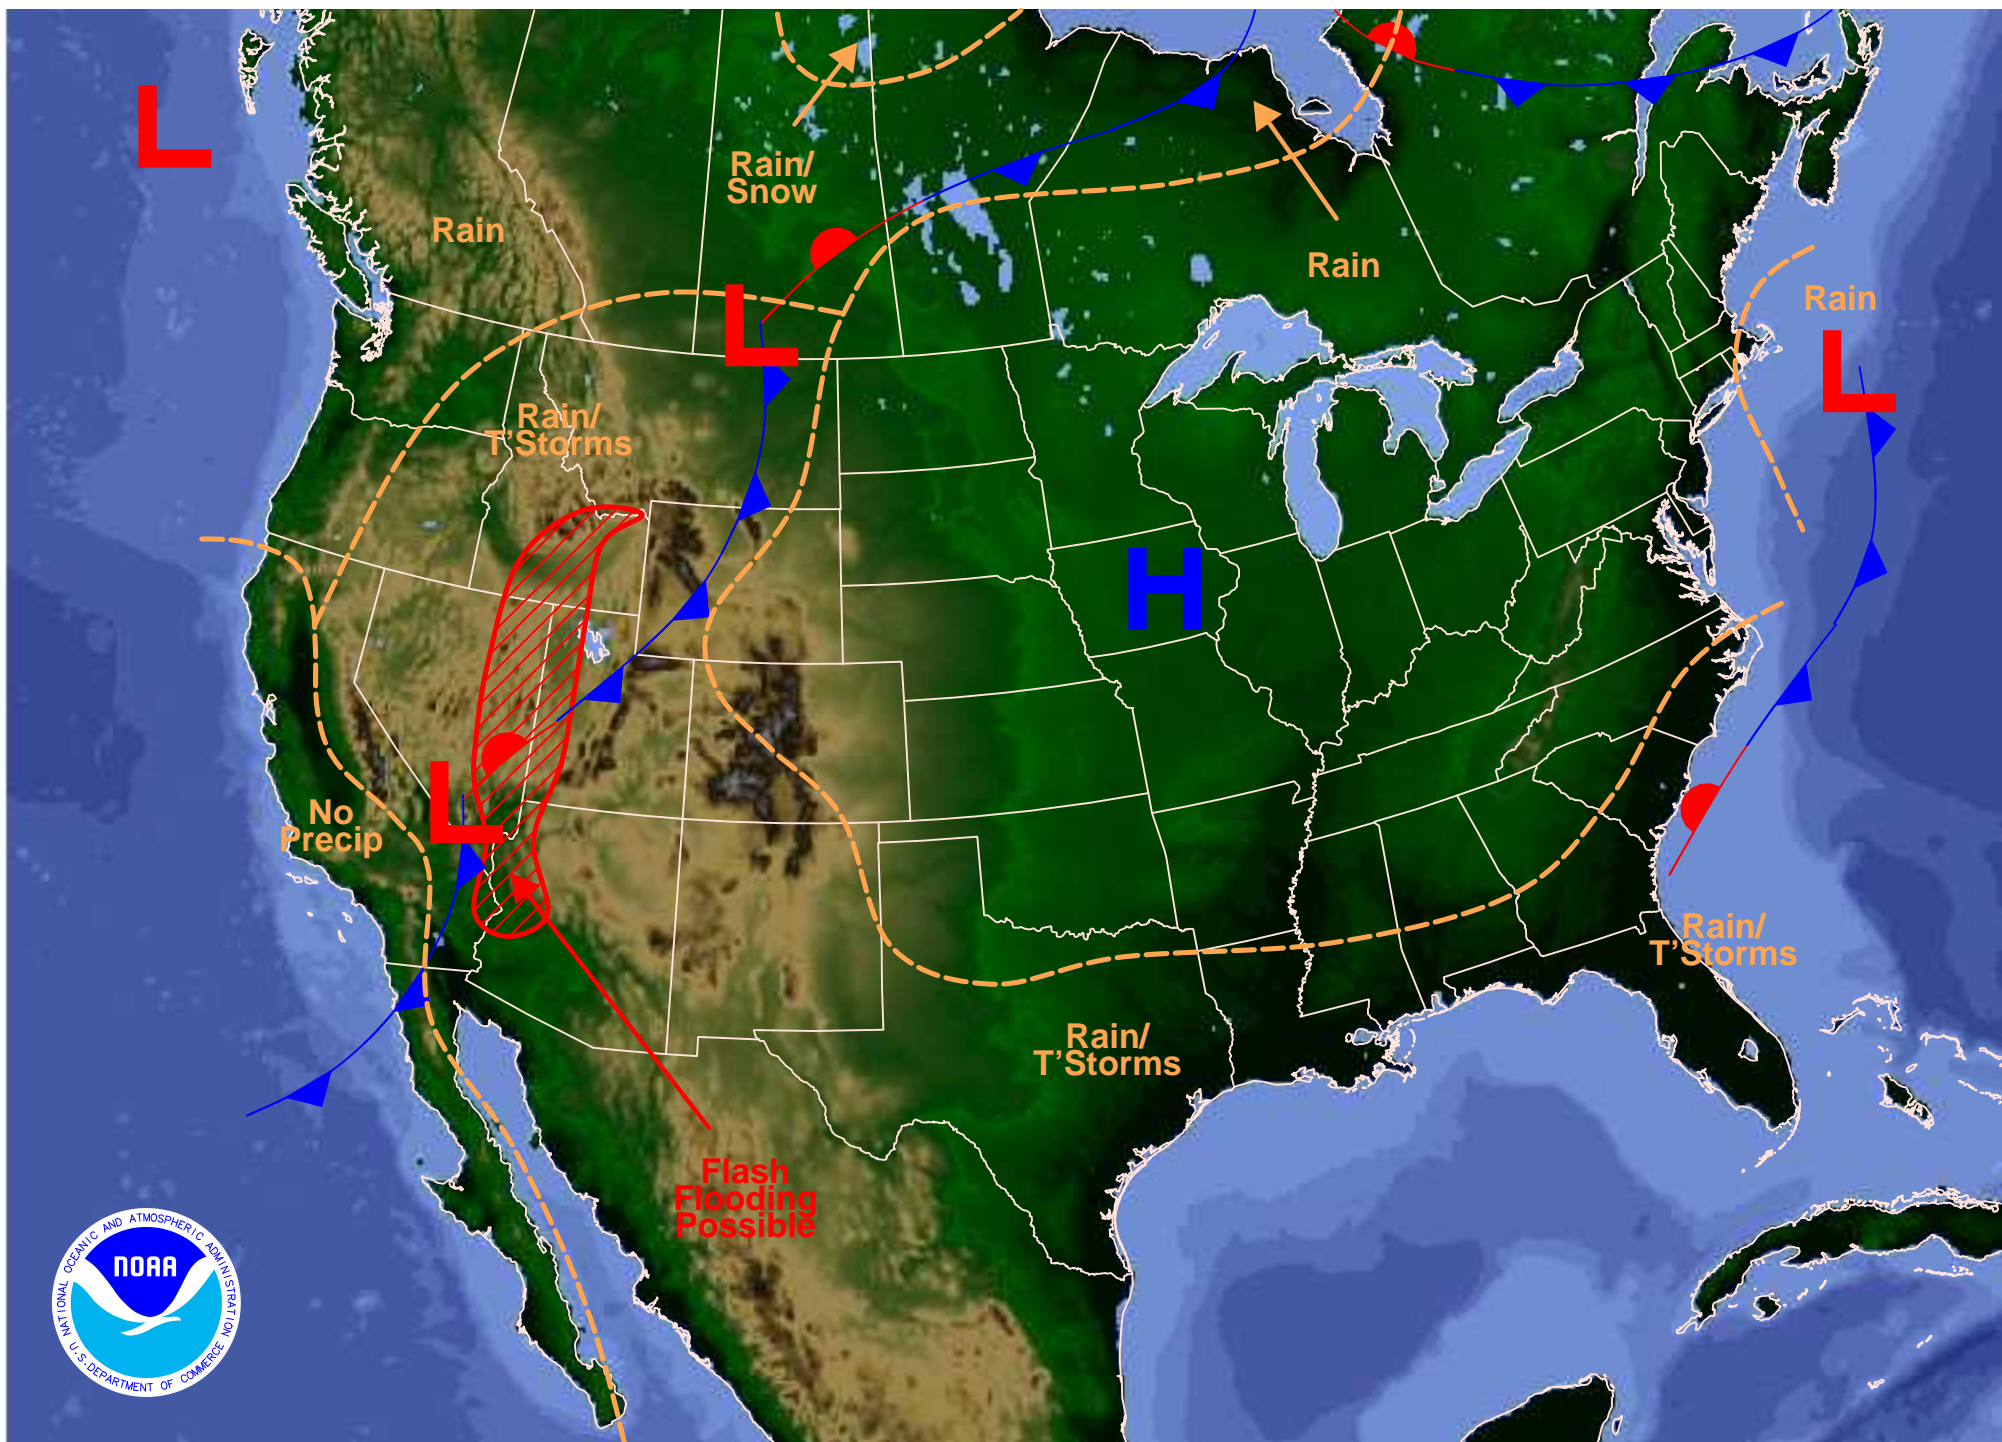 L
Rain/
Snow
Rain
Rain
Rain
L
L
Rain/
T'Storms
H
No
Precip
L
Rain/
T'Storms
Rain/
T'Storms
Flash
Flooding
Possible
NATIONAL OCEANIC AND ATMOSPHERIC ADMINISTRATION
NOAA
U.S. DEPARTMENT OF COMMERCE